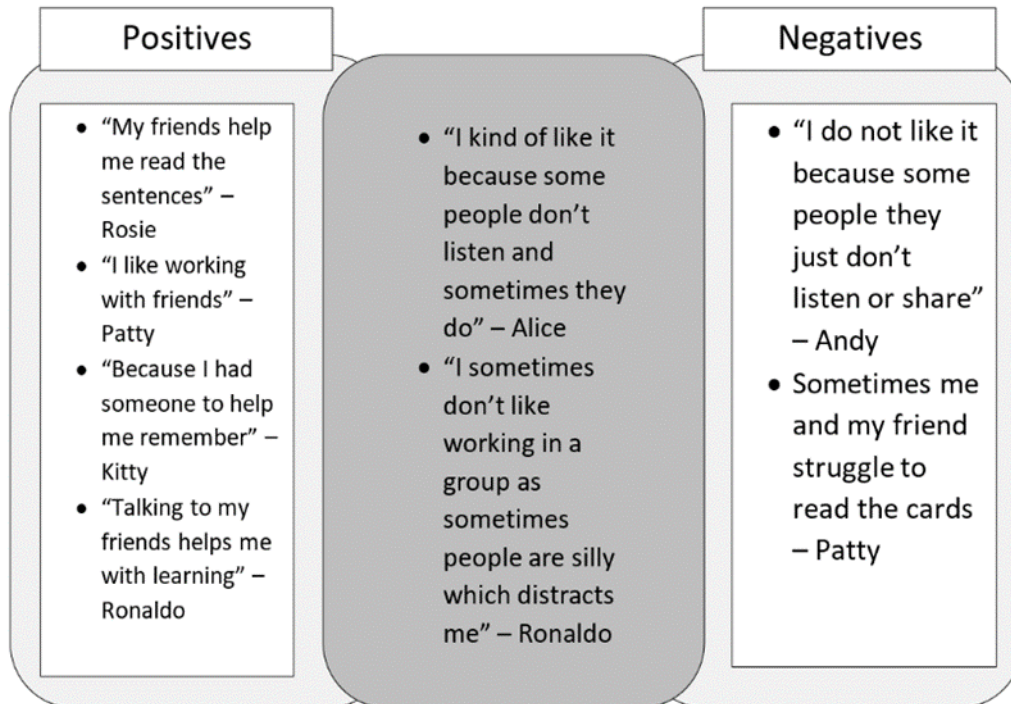 Positives
• “My friends help
me read the
sentences” –
Rosie
• “I like working
with friends” –
Patty
• “Because I had
someone to help
me remember” –
Kitty
• “Talking to my
friends helps me
with learning” –
Ronaldo
• “I kind of like it
because some
people don’t
listen and
sometimes they
do” – Alice
• “I sometimes
don’t like
working in a
group as
sometimes
people are silly
which distracts
me” – Ronaldo
Negatives
• “I do not like it
because some
people they
just don’t
listen or share”
– Andy
• Sometimes me
and my friend
struggle to
read the cards
– Patty